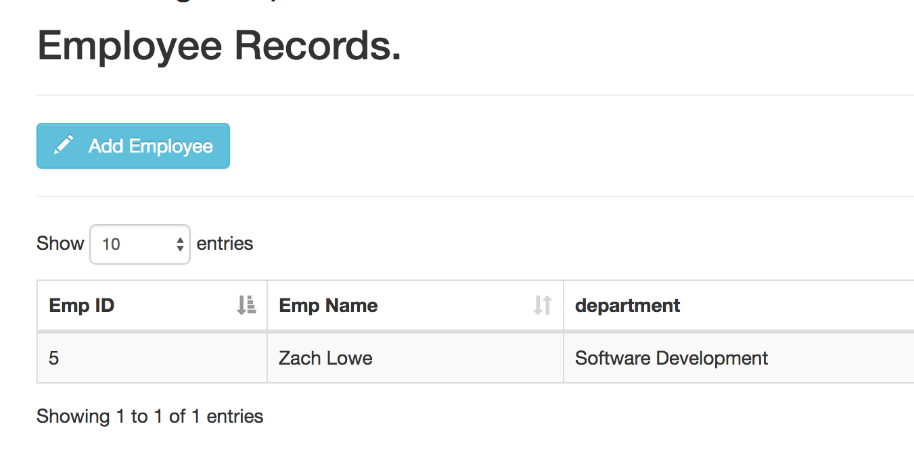 Employee Records.
Add Employee
Show 10 entries
Emp ID Emp Name department
5 Zach Lowe Software Development
Showing 1 to 1 of 1 entries